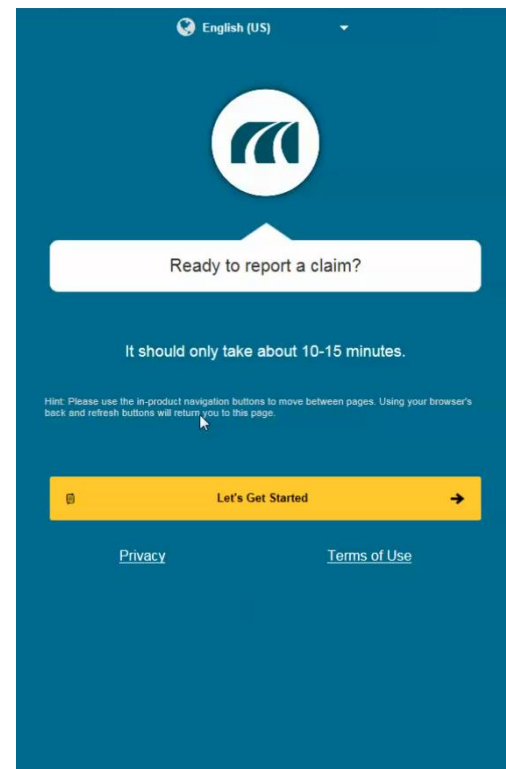 English (US)
Ready to report a claim?
It should only take about 10-15 minutes.
Hint: Please use the in-product navigation buttons to move between pages. Using your browser's
back and refresh buttons will return you to this page.
Let's Get Started
Privacy
Terms of Use